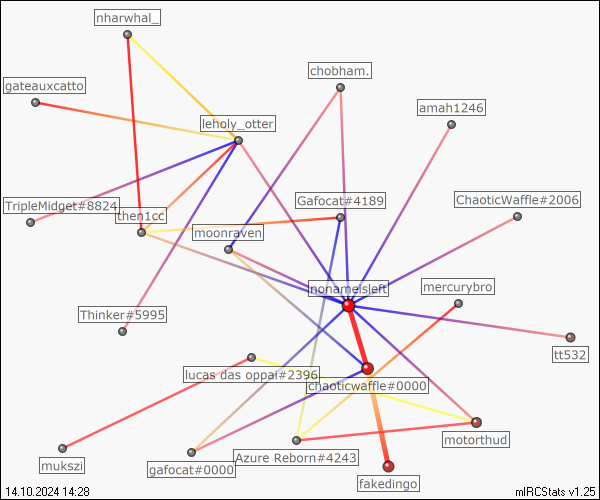 nharwhal_
chobham.
gateauxcatto
amah1246
leholy_otter
Gafocat#4189
ChaoticWaffle#2006
TripleMidget#8824
then1cc
moonraven
nonameisleft
mercurybro
Thinker#5995
tt532
lucas das oppai#2396
chaoticwaffle#0000
motorthud
Azure Reborn#4243
mukszi
gafocat#0000
fakedingo
14.10.2024 14:28
mIRCStats v1.25